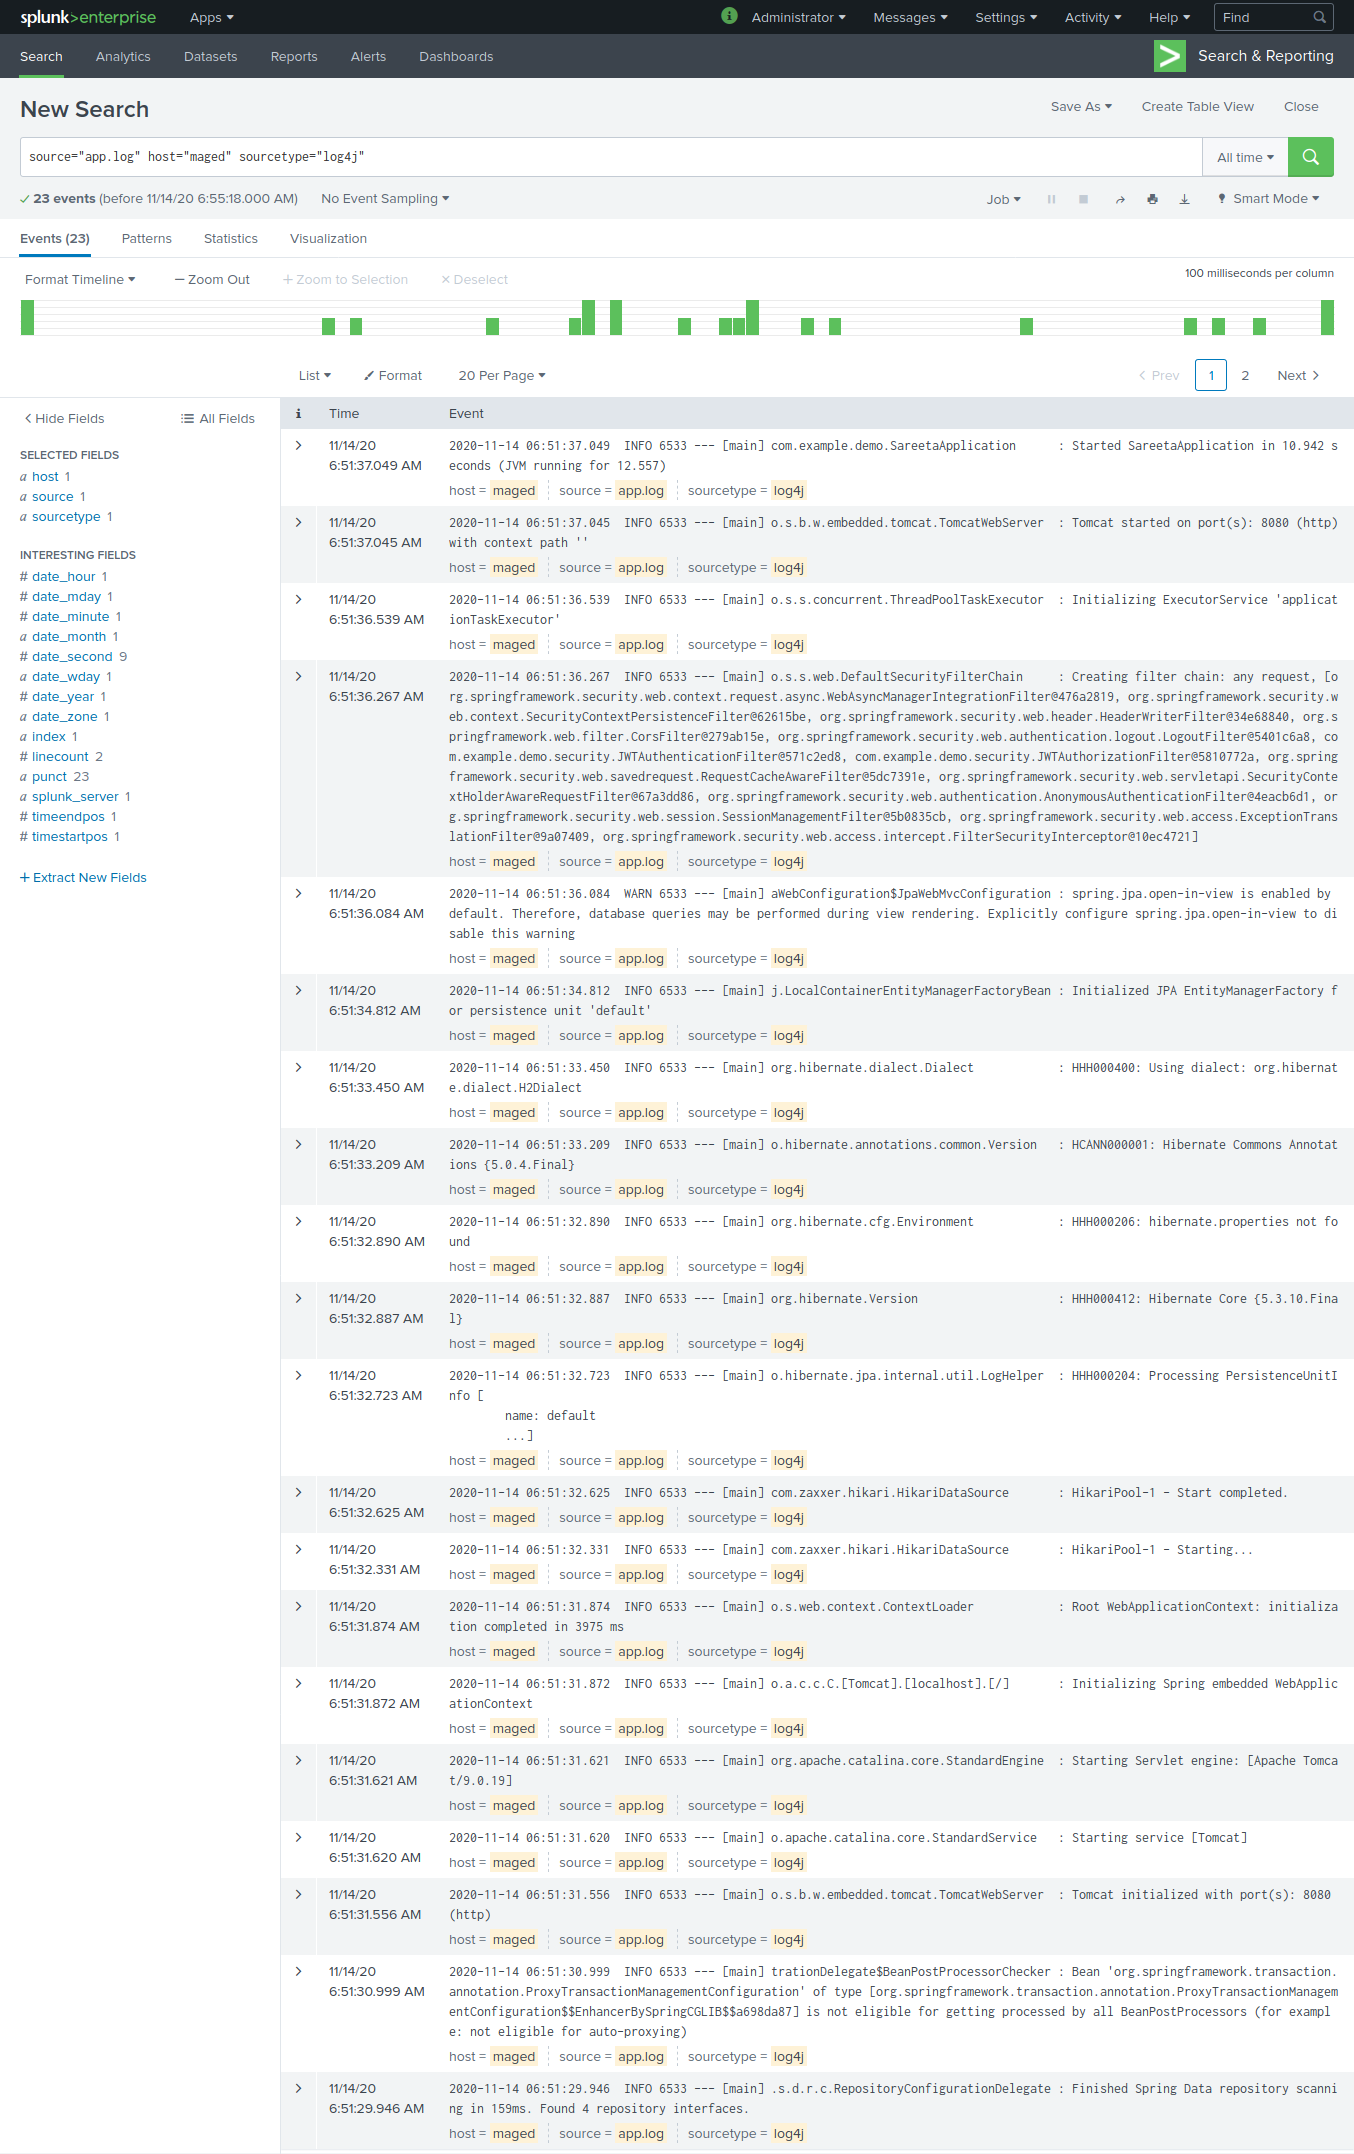 splunk>enterprise Apps Administrator Messages Settings Activity Help Find
Search Analytics Datasets Reports Alerts Dashboards Search & Reporting
New Search Save As Create Table View Close
source="app.log" host="maged" sourcetype="log4j" All time
23 events (before 11/14/20 6:55:18.000 AM) No Event Sampling Job Smart Mode
Events (23) Patterns Statistics Visualization
Format Timeline — Zoom Out + Zoom to Selection × Deselect 100 milliseconds per column
List Format 20 Per Page < Prev 1 2 Next >
< Hide Fields All Fields
SELECTED FIELDS
a host 1
a source 1
a sourcetype 1
INTERESTING FIELDS
# date_hour 1
# date_mday 1
# date_minute 1
a date_month 1
# date_second 9
a date_wday 1
# date_year 1
a date_zone 1
a index 1
# linecount 2
a punct 23
a splunk_server 1
# timeendpos 1
# timestartpos 1
+ Extract New Fields
i Time Event
11/14/20 2020-11-14 06:51:37.049  INFO 6533 --- [main] com.example.demo.SareetaApplication      : Started SareetaApplication in 10.942 s
6:51:37.049 AM econds (JVM running for 12.557)
host = maged source = app.log sourcetype = log4j
11/14/20 2020-11-14 06:51:37.045  INFO 6533 --- [main] o.s.b.w.embedded.tomcat.TomcatWebServer  : Tomcat started on port(s): 8080 (http)
6:51:37.045 AM with context path ''
host = maged source = app.log sourcetype = log4j
11/14/20 2020-11-14 06:51:36.539  INFO 6533 --- [main] o.s.s.concurrent.ThreadPoolTaskExecutor  : Initializing ExecutorService 'applicat
6:51:36.539 AM ionTaskExecutor'
host = maged source = app.log sourcetype = log4j
11/14/20 2020-11-14 06:51:36.267  INFO 6533 --- [main] o.s.s.web.DefaultSecurityFilterChain     : Creating filter chain: any request, [o
6:51:36.267 AM rg.springframework.security.web.context.request.async.WebAsyncManagerIntegrationFilter@476a2819, org.springframework.security.w
eb.context.SecurityContextPersistenceFilter@62615be, org.springframework.security.web.header.HeaderWriterFilter@34e68840, org.s
pringframework.web.filter.CorsFilter@279ab15e, org.springframework.security.web.authentication.logout.LogoutFilter@5401c6a8, co
m.example.demo.security.JWTAuthenticationFilter@571c2ed8, com.example.demo.security.JWTAuthorizationFilter@5810772a, org.spring
framework.security.web.savedrequest.RequestCacheAwareFilter@5dc7391e, org.springframework.security.web.servletapi.SecurityConte
xtHolderAwareRequestFilter@67a3dd86, org.springframework.security.web.authentication.AnonymousAuthenticationFilter@4eacb6d1, or
g.springframework.security.web.session.SessionManagementFilter@5b0835cb, org.springframework.security.web.access.ExceptionTrans
lationFilter@9a07409, org.springframework.security.web.access.intercept.FilterSecurityInterceptor@10ec4721]
host = maged source = app.log sourcetype = log4j
11/14/20 2020-11-14 06:51:36.084  WARN 6533 --- [main] aWebConfiguration$JpaWebMvcConfiguration : spring.jpa.open-in-view is enabled by
6:51:36.084 AM default. Therefore, database queries may be performed during view rendering. Explicitly configure spring.jpa.open-in-view to di
sable this warning
host = maged source = app.log sourcetype = log4j
11/14/20 2020-11-14 06:51:34.812  INFO 6533 --- [main] j.LocalContainerEntityManagerFactoryBean : Initialized JPA EntityManagerFactory f
6:51:34.812 AM or persistence unit 'default'
host = maged source = app.log sourcetype = log4j
11/14/20 2020-11-14 06:51:33.450  INFO 6533 --- [main] org.hibernate.dialect.Dialect            : HHH000400: Using dialect: org.hibernat
6:51:33.450 AM e.dialect.H2Dialect
host = maged source = app.log sourcetype = log4j
11/14/20 2020-11-14 06:51:33.209  INFO 6533 --- [main] o.hibernate.annotations.common.Version   : HCANN000001: Hibernate Commons Annotat
6:51:33.209 AM ions {5.0.4.Final}
host = maged source = app.log sourcetype = log4j
11/14/20 2020-11-14 06:51:32.890  INFO 6533 --- [main] org.hibernate.cfg.Environment            : HHH000206: hibernate.properties not fo
6:51:32.890 AM und
host = maged source = app.log sourcetype = log4j
11/14/20 2020-11-14 06:51:32.887  INFO 6533 --- [main] org.hibernate.Version                    : HHH000412: Hibernate Core {5.3.10.Fina
6:51:32.887 AM l}
host = maged source = app.log sourcetype = log4j
11/14/20 2020-11-14 06:51:32.723  INFO 6533 --- [main] o.hibernate.jpa.internal.util.LogHelper  : HHH000204: Processing PersistenceUnitI
6:51:32.723 AM nfo [
name: default
...]
host = maged source = app.log sourcetype = log4j
11/14/20 2020-11-14 06:51:32.625  INFO 6533 --- [main] com.zaxxer.hikari.HikariDataSource       : HikariPool-1 - Start completed.
6:51:32.625 AM host = maged source = app.log sourcetype = log4j
11/14/20 2020-11-14 06:51:32.331  INFO 6533 --- [main] com.zaxxer.hikari.HikariDataSource       : HikariPool-1 - Starting...
6:51:32.331 AM host = maged source = app.log sourcetype = log4j
11/14/20 2020-11-14 06:51:31.874  INFO 6533 --- [main] o.s.web.context.ContextLoader            : Root WebApplicationContext: initializa
6:51:31.874 AM tion completed in 3975 ms
host = maged source = app.log sourcetype = log4j
11/14/20 2020-11-14 06:51:31.872  INFO 6533 --- [main] o.a.c.c.C.[Tomcat].[localhost].[/]       : Initializing Spring embedded WebApplic
6:51:31.872 AM ationContext
host = maged source = app.log sourcetype = log4j
11/14/20 2020-11-14 06:51:31.621  INFO 6533 --- [main] org.apache.catalina.core.StandardEngine  : Starting Servlet engine: [Apache Tomca
6:51:31.621 AM t/9.0.19]
host = maged source = app.log sourcetype = log4j
11/14/20 2020-11-14 06:51:31.620  INFO 6533 --- [main] o.apache.catalina.core.StandardService   : Starting service [Tomcat]
6:51:31.620 AM host = maged source = app.log sourcetype = log4j
11/14/20 2020-11-14 06:51:31.556  INFO 6533 --- [main] o.s.b.w.embedded.tomcat.TomcatWebServer  : Tomcat initialized with port(s): 8080
6:51:31.556 AM (http)
host = maged source = app.log sourcetype = log4j
11/14/20 2020-11-14 06:51:30.999  INFO 6533 --- [main] trationDelegate$BeanPostProcessorChecker : Bean 'org.springframework.transaction.
6:51:30.999 AM annotation.ProxyTransactionManagementConfiguration' of type [org.springframework.transaction.annotation.ProxyTransactionManagem
entConfiguration$$EnhancerBySpringCGLIB$$a698da87] is not eligible for getting processed by all BeanPostProcessors (for exampl
e: not eligible for auto-proxying)
host = maged source = app.log sourcetype = log4j
11/14/20 2020-11-14 06:51:29.946  INFO 6533 --- [main] .s.d.r.c.RepositoryConfigurationDelegate : Finished Spring Data repository scanni
6:51:29.946 AM ng in 159ms. Found 4 repository interfaces.
host = maged source = app.log sourcetype = log4j